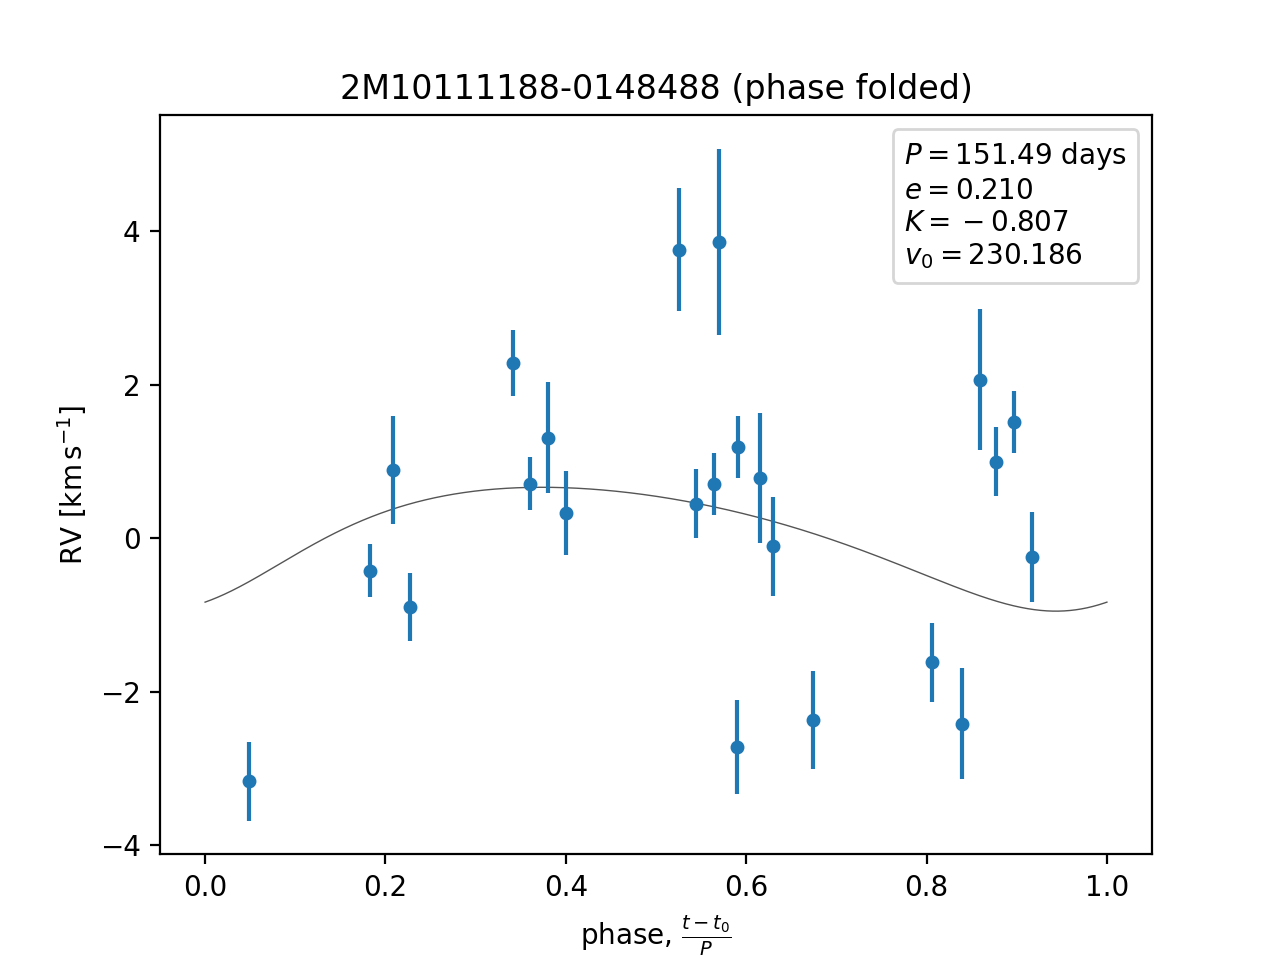 2M10111188-0148488 (phase folded)
P = 151.49 days
e = 0.210
K = −0.807
v₀ = 230.186
RV [km s⁻¹]
4
2
0
−2
−4
0.0 0.2 0.4 0.6 0.8 1.0
phase, (t − t₀)/P